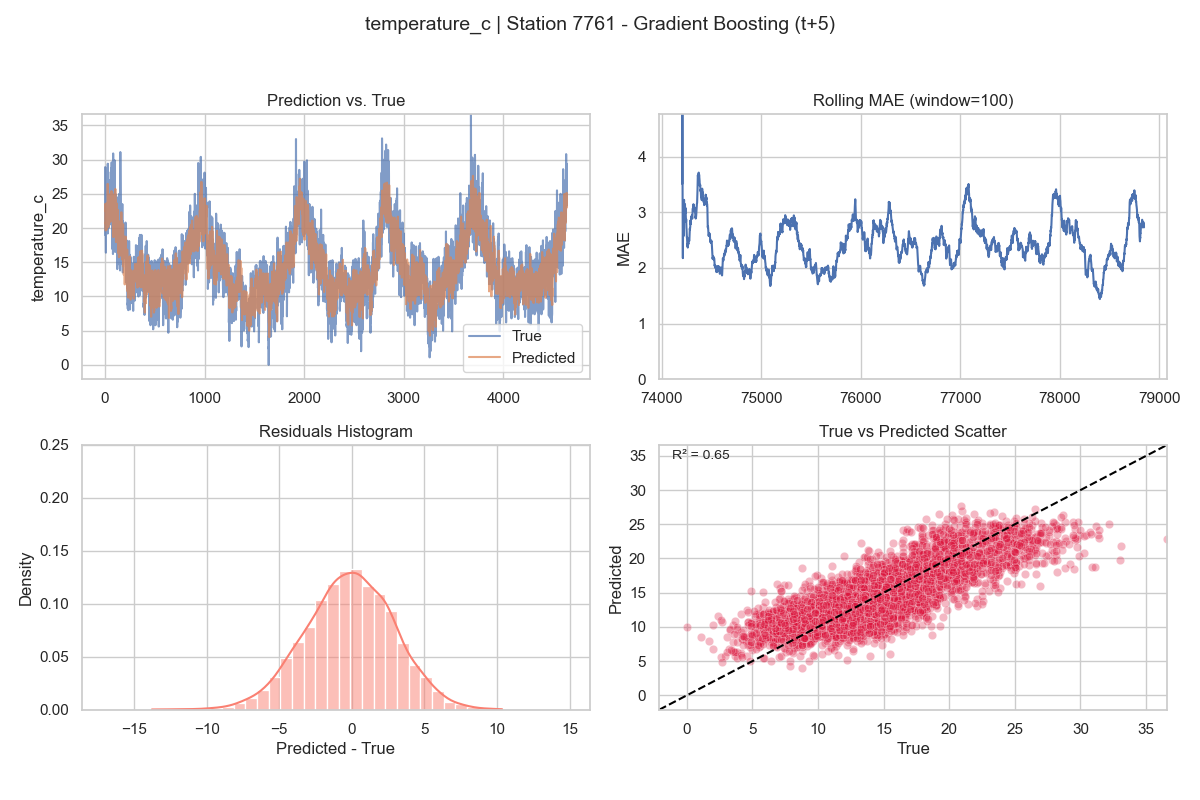 temperature_c | Station 7761 - Gradient Boosting (t+5)
Prediction vs. True
temperature_c
35
30
25
20
15
10
5
0
0 1000 2000 3000 4000
True
Predicted
Rolling MAE (window=100)
MAE
4
3
2
1
0
74000 75000 76000 77000 78000 79000
Residuals Histogram
Density
0.25
0.20
0.15
0.10
0.05
0.00
−15 −10 −5 0 5 10 15
Predicted - True
True vs Predicted Scatter
R² = 0.65
Predicted
35
30
25
20
15
10
5
0
0 5 10 15 20 25 30 35
True